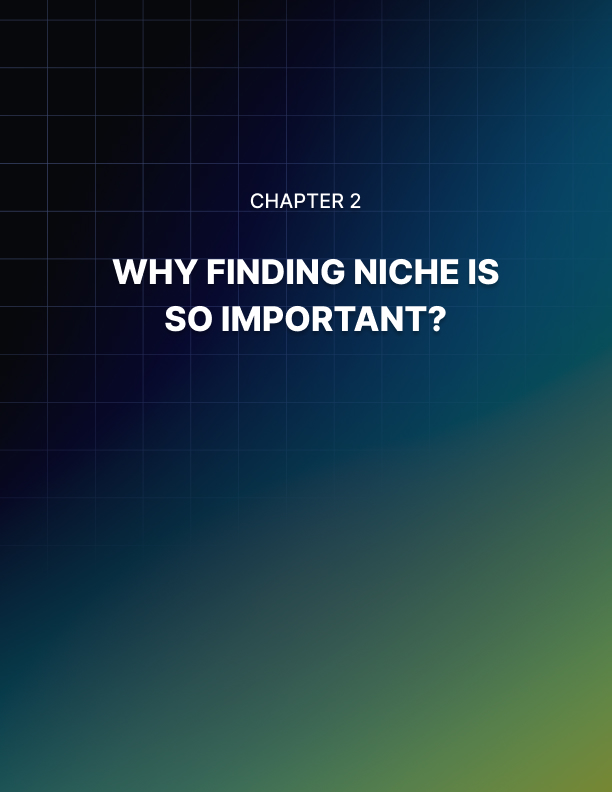 CHAPTER 2
WHY FINDING NICHE IS
SO IMPORTANT?